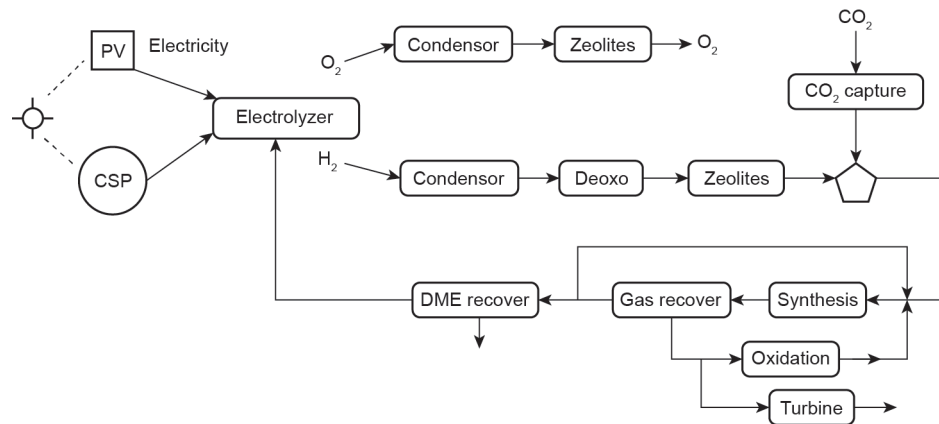 PV
Electricity
CSP
Electrolyzer
O₂
Condensor
Zeolites
O₂
CO₂
CO₂ capture
H₂
Condensor
Deoxo
Zeolites
DME recover
Gas recover
Synthesis
Oxidation
Turbine